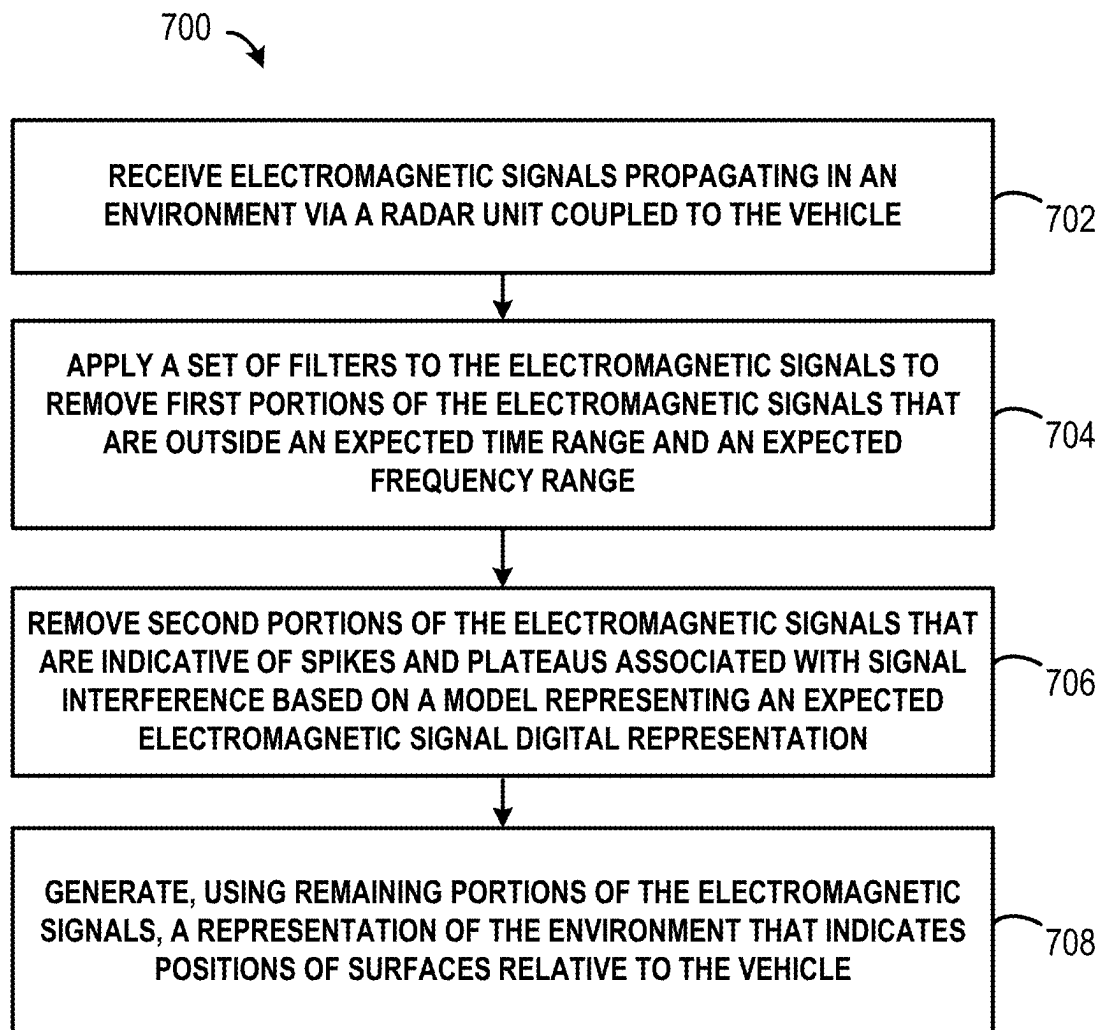 700
RECEIVE ELECTROMAGNETIC SIGNALS PROPAGATING IN AN
ENVIRONMENT VIA A RADAR UNIT COUPLED TO THE VEHICLE
702
APPLY A SET OF FILTERS TO THE ELECTROMAGNETIC SIGNALS TO
REMOVE FIRST PORTIONS OF THE ELECTROMAGNETIC SIGNALS THAT
ARE OUTSIDE AN EXPECTED TIME RANGE AND AN EXPECTED
FREQUENCY RANGE
704
REMOVE SECOND PORTIONS OF THE ELECTROMAGNETIC SIGNALS THAT
ARE INDICATIVE OF SPIKES AND PLATEAUS ASSOCIATED WITH SIGNAL
INTERFERENCE BASED ON A MODEL REPRESENTING AN EXPECTED
ELECTROMAGNETIC SIGNAL DIGITAL REPRESENTATION
706
GENERATE, USING REMAINING PORTIONS OF THE ELECTROMAGNETIC
SIGNALS, A REPRESENTATION OF THE ENVIRONMENT THAT INDICATES
POSITIONS OF SURFACES RELATIVE TO THE VEHICLE
708